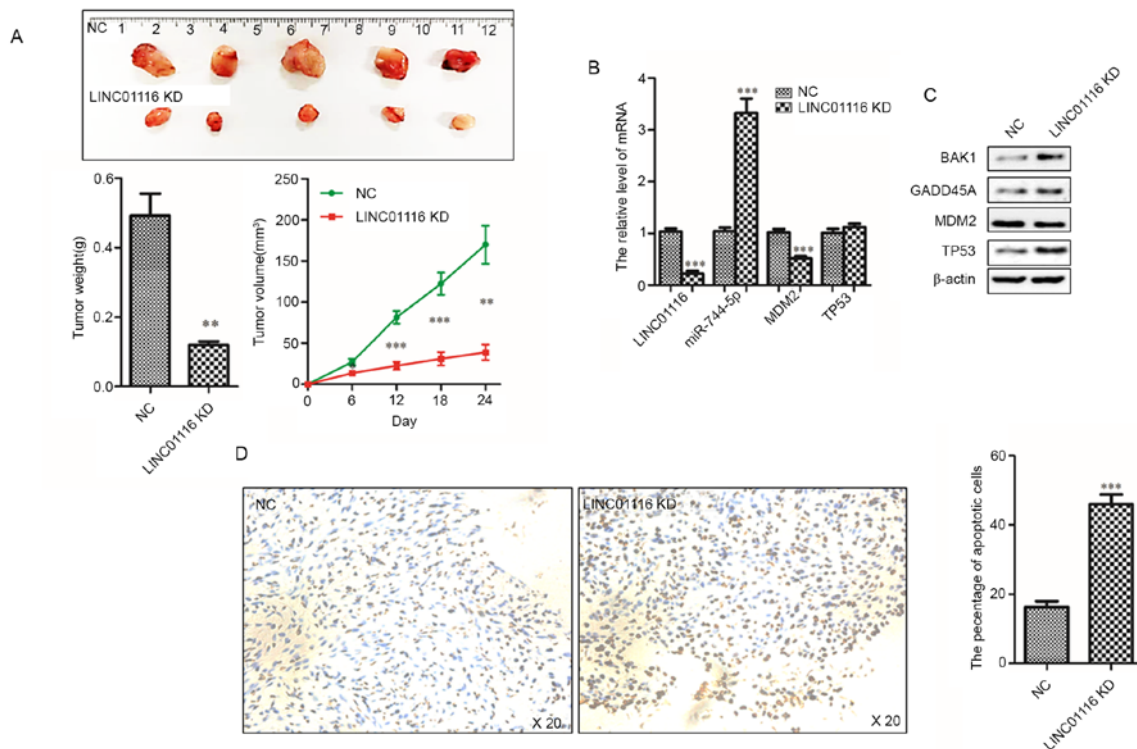 A
NC 1 2 3 4 5 6 7 8 9 10 11 12
LINC01116 KD
Tumor weight(g)
0.6
0.4
0.2
0.0
**
NC
LINC01116 KD
Tumor volume(mm³)
250
200
150
100
50
0
NC
LINC01116 KD
*
***
***
**
0 6 12 18 24
Day
B
The relative level of mRNA
4
3
2
1
0
NC
LINC01116 KD
***
***
***
LINC01116
miR-744-5p
MDM2
TP53
C
NC
LINC01116 KD
BAK1
GADD45A
MDM2
TP53
β-actin
D
NC
X 20
LINC01116 KD
X 20
The pecentage of apoptotic cells
60
40
20
0
***
NC
LINC01116 KD